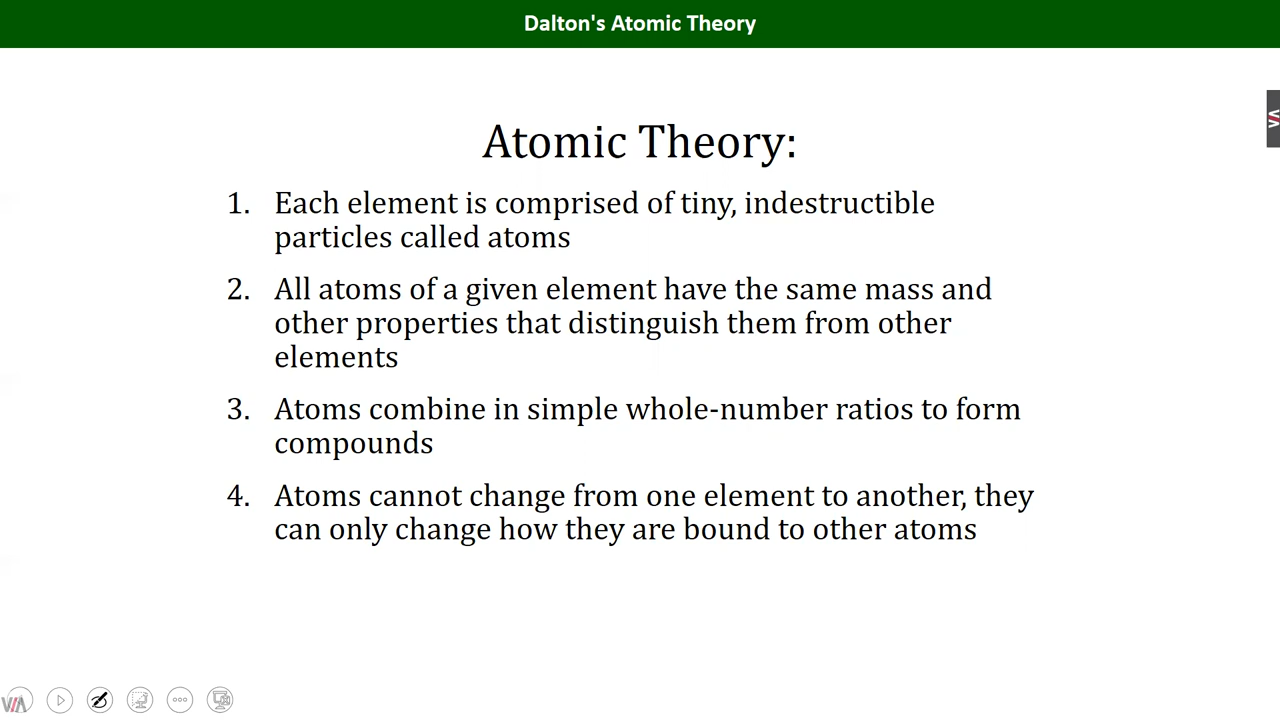 Dalton's Atomic Theory
Atomic Theory:
1. Each element is comprised of tiny, indestructible
particles called atoms
2. All atoms of a given element have the same mass and
other properties that distinguish them from other
elements
3. Atoms combine in simple whole-number ratios to form
compounds
4. Atoms cannot change from one element to another, they
can only change how they are bound to other atoms
VIA